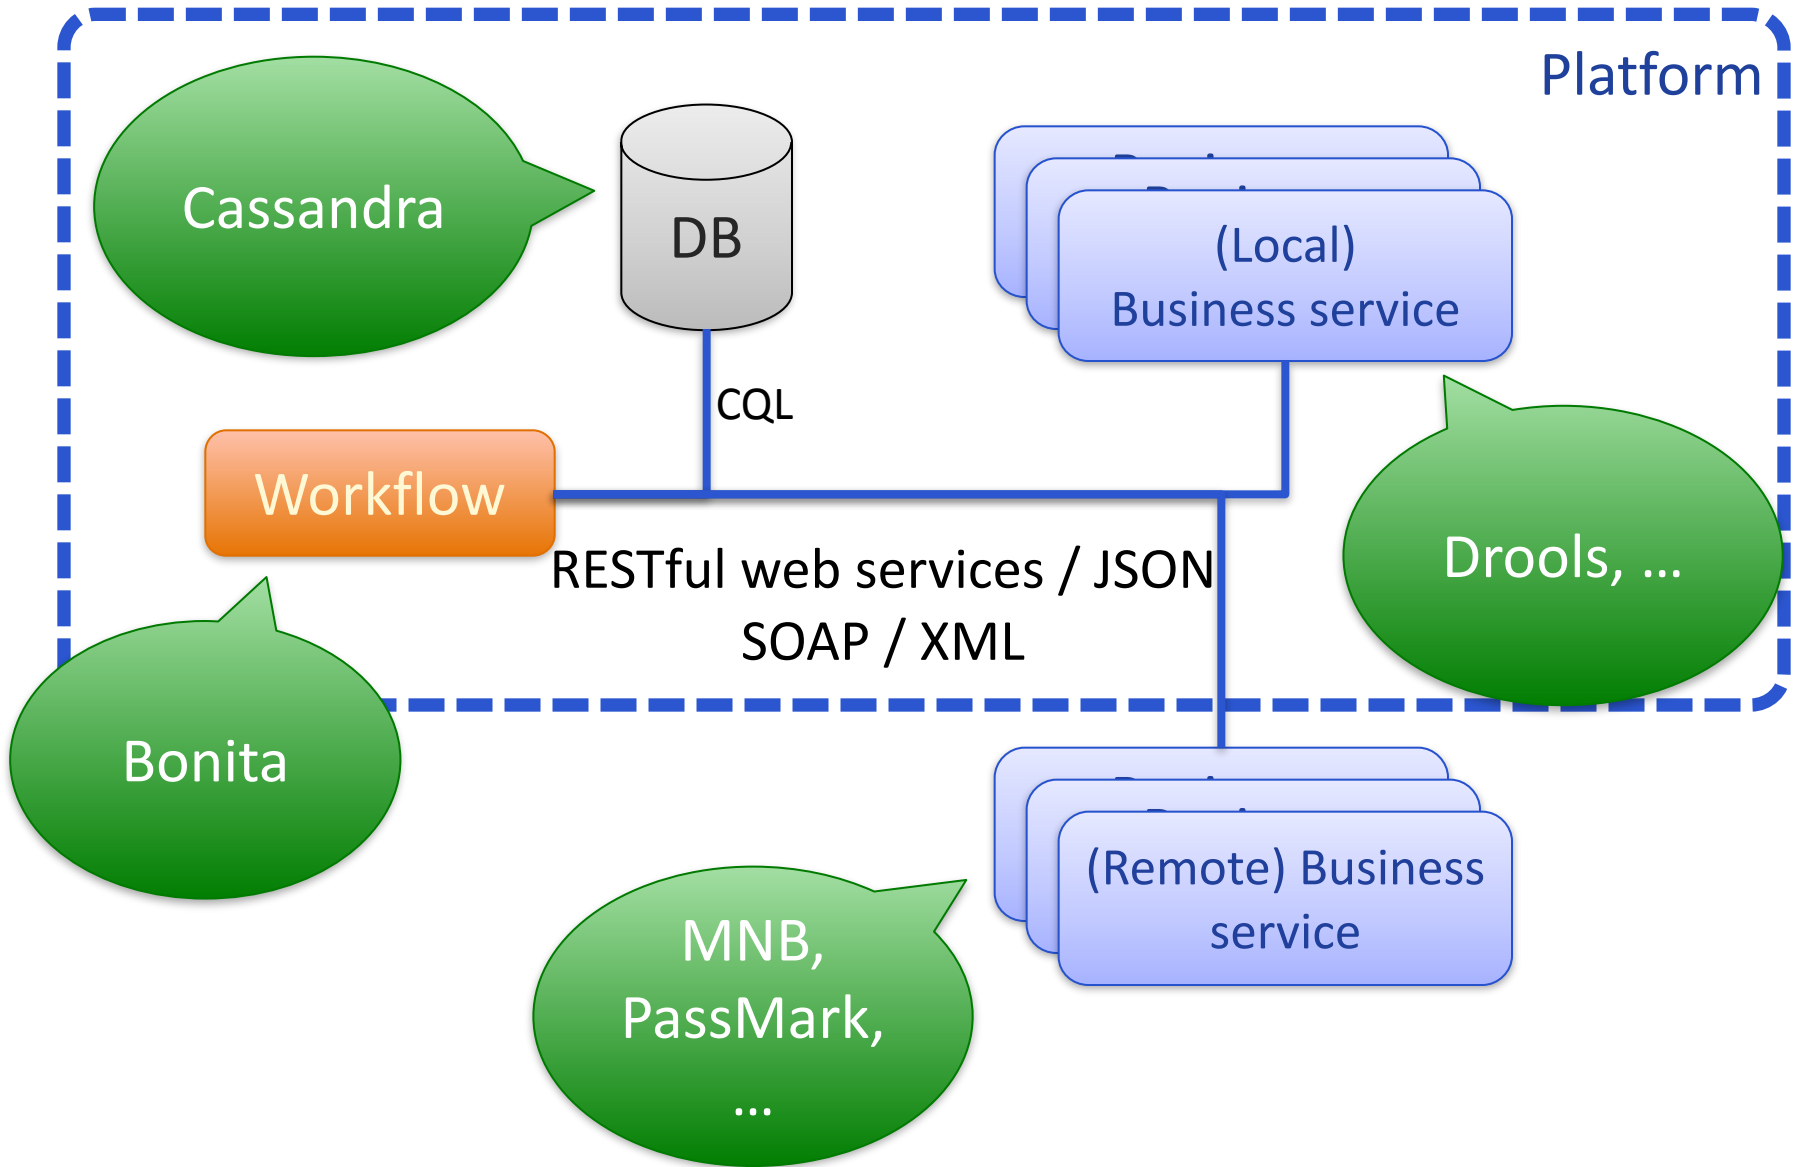 Platform
Cassandra
DB
(Local)
Business service
CQL
Workflow
RESTful web services / JSON
SOAP / XML
Drools, ...
Bonita
(Remote) Business
service
MNB,
PassMark,
...